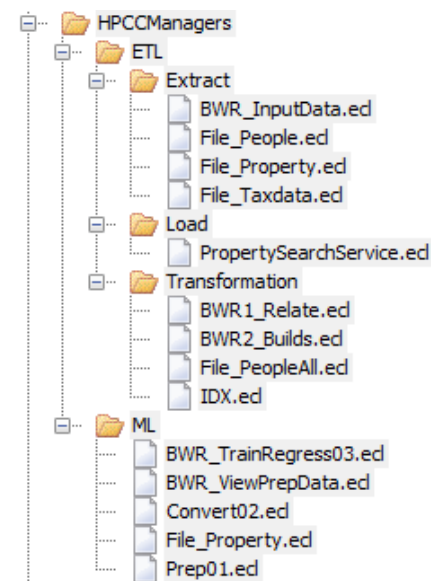 HPCCManagers
ETL
Extract
BWR_InputData.ecl
File_People.ecl
File_Property.ecl
File_Taxdata.ecl
Load
PropertySearchService.ecl
Transformation
BWR1_Relate.ecl
BWR2_Builds.ecl
File_PeopleAll.ecl
IDX.ecl
ML
BWR_TrainRegress03.ecl
BWR_ViewPrepData.ecl
Convert02.ecl
File_Property.ecl
Prep01.ecl